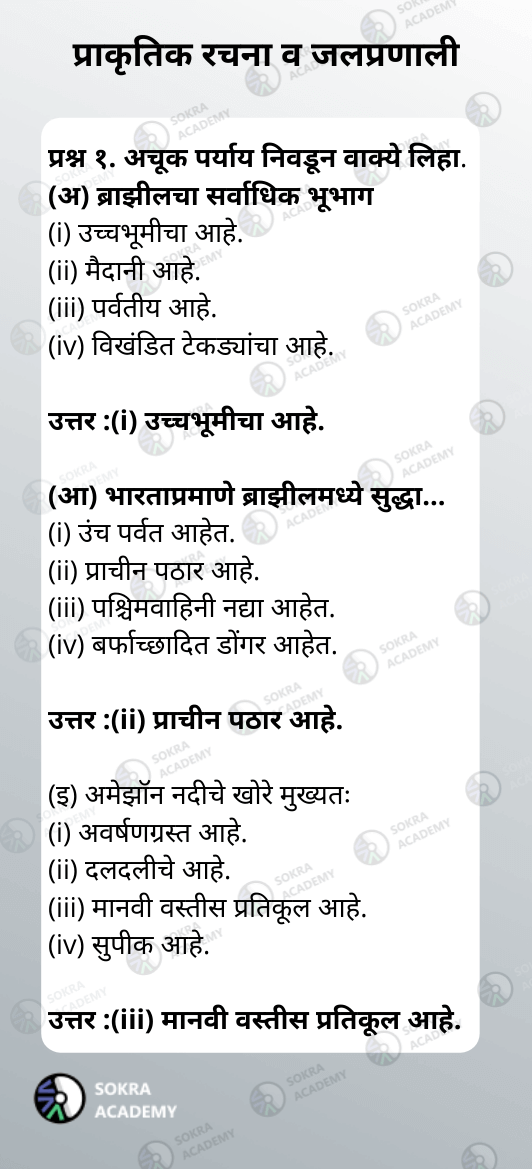 प्राकृतिक रचना व जलप्रणाली
प्रश्न १. अचूक पर्याय निवडून वाक्ये लिहा.
(अ) ब्राझीलचा सर्वाधिक भूभाग
(i) उच्चभूमीचा आहे.
(ii) मैदानी आहे.
(iii) पर्वतीय आहे.
(iv) विखंडित टेकड्यांचा आहे.
उत्तर :(i) उच्चभूमीचा आहे.
(आ) भारताप्रमाणे ब्राझीलमध्ये सुद्धा...
(i) उंच पर्वत आहेत.
(ii) प्राचीन पठार आहे.
(iii) पश्चिमवाहिनी नद्या आहेत.
(iv) बर्फाच्छादित डोंगर आहेत.
उत्तर :(ii) प्राचीन पठार आहे.
(इ) अमेझॉन नदीचे खोरे मुख्यतः
(i) अवर्षणग्रस्त आहे.
(ii) दलदलीचे आहे.
(iii) मानवी वस्तीस प्रतिकूल आहे.
(iv) सुपीक आहे.
उत्तर :(iii) मानवी वस्तीस प्रतिकूल आहे.
SOKRA
ACADEMY